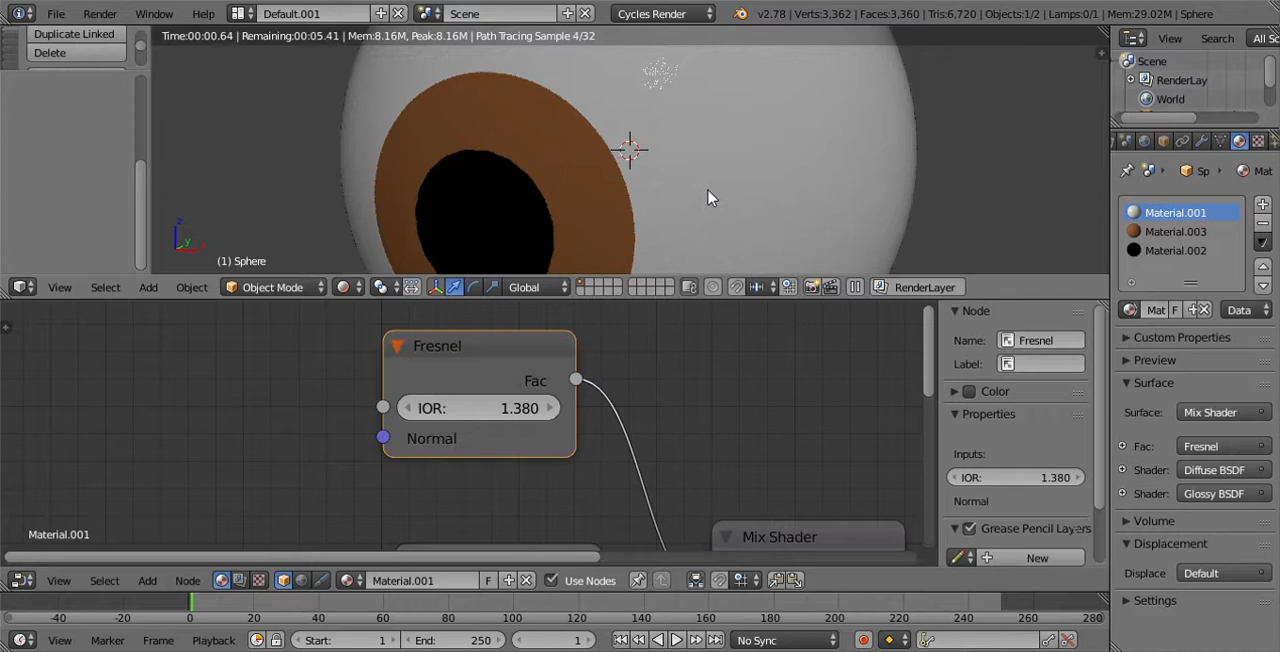 File Render Window Help Default.001 Scene Cycles Render v2.78 | Verts:3,362 | Faces:3,360 | Tris:6,720 | Objects:1/2 | Lamps:0/1 | Mem:29.02M | Sphere
Duplicate Linked
Delete
Time:00:00.64 | Remaining:00:05.41 | Mem:8.16M, Peak:8.16M | Path Tracing Sample 4/32
z
y
x
(1) Sphere
View Select Add Object Object Mode Global RenderLayer
View Search All Sc
Scene
RenderLay
World
Sp Mat
Material.001
Material.003
Material.002
Mat F Data
Custom Properties
Preview
Surface
Surface: Mix Shader
Fac: Fresnel
Shader: Diffuse BSDF
Shader: Glossy BSDF
Volume
Displacement
Displace Default
Settings
Fresnel
Fac
IOR: 1.380
Normal
Mix Shader
Material.001
Node
Name: Fresnel
Label:
Color
Properties
Inputs:
IOR: 1.380
Normal
Grease Pencil Layers
New
View Select Add Node Material.001 F Use Nodes
-40 -20 0 20 40 60 80 100 120 140 160 180 200 220 240 260 280
View Marker Frame Playback Start: 1 End: 250 1 No Sync